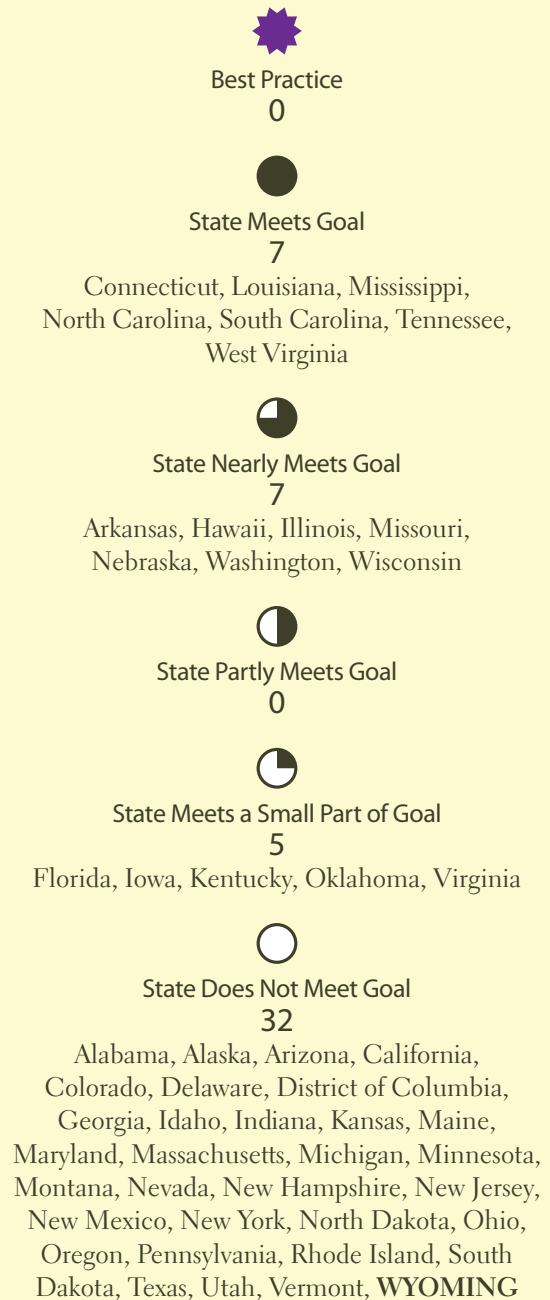 Best Practice
0
State Meets Goal
7
Connecticut, Louisiana, Mississippi,
North Carolina, South Carolina, Tennessee,
West Virginia
State Nearly Meets Goal
7
Arkansas, Hawaii, Illinois, Missouri,
Nebraska, Washington, Wisconsin
State Partly Meets Goal
0
State Meets a Small Part of Goal
5
Florida, Iowa, Kentucky, Oklahoma, Virginia
State Does Not Meet Goal
32
Alabama, Alaska, Arizona, California,
Colorado, Delaware, District of Columbia,
Georgia, Idaho, Indiana, Kansas, Maine,
Maryland, Massachusetts, Michigan, Minnesota,
Montana, Nevada, New Hampshire, New Jersey,
New Mexico, New York, North Dakota, Ohio,
Oregon, Pennsylvania, Rhode Island, South
Dakota, Texas, Utah, Vermont, WYOMING